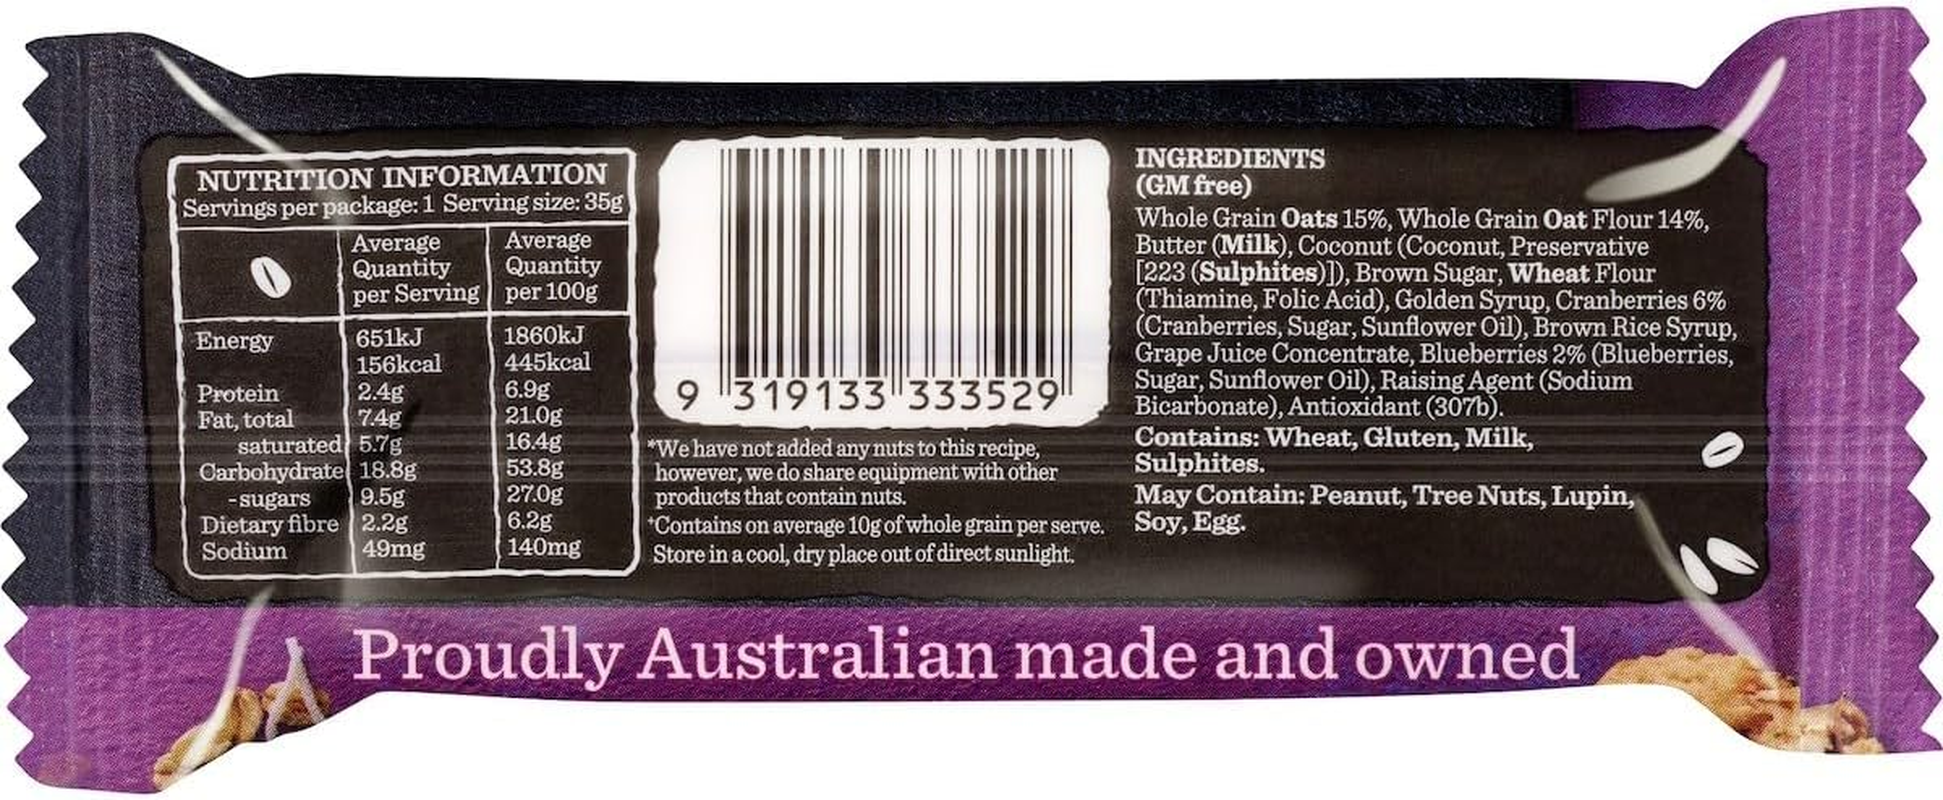 NUTRITION INFORMATION
Servings per package: 1 Serving size: 35g
Average Quantity per Serving
Average Quantity per 100g
Energy 651kJ 1860kJ
156kcal 445kcal
Protein 2.4g 6.9g
Fat, total 7.4g 21.0g
saturated 5.7g 16.4g
Carbohydrate 18.8g 53.8g
-sugars 9.5g 27.0g
Dietary fibre 2.2g 6.2g
Sodium 49mg 140mg
9 319133 333529
*We have not added any nuts to this recipe,
however, we do share equipment with other
products that contain nuts.
+Contains on average 10g of whole grain per serve.
Store in a cool, dry place out of direct sunlight.
INGREDIENTS
(GM free)
Whole Grain Oats 15%, Whole Grain Oat Flour 14%,
Butter (Milk), Coconut (Coconut, Preservative
[223 (Sulphites)]), Brown Sugar, Wheat Flour
(Thiamine, Folic Acid), Golden Syrup, Cranberries 6%
(Cranberries, Sugar, Sunflower Oil), Brown Rice Syrup,
Grape Juice Concentrate, Blueberries 2% (Blueberries,
Sugar, Sunflower Oil), Raising Agent (Sodium
Bicarbonate), Antioxidant (307b).
Contains: Wheat, Gluten, Milk,
Sulphites.
May Contain: Peanut, Tree Nuts, Lupin,
Soy, Egg.
Proudly Australian made and owned